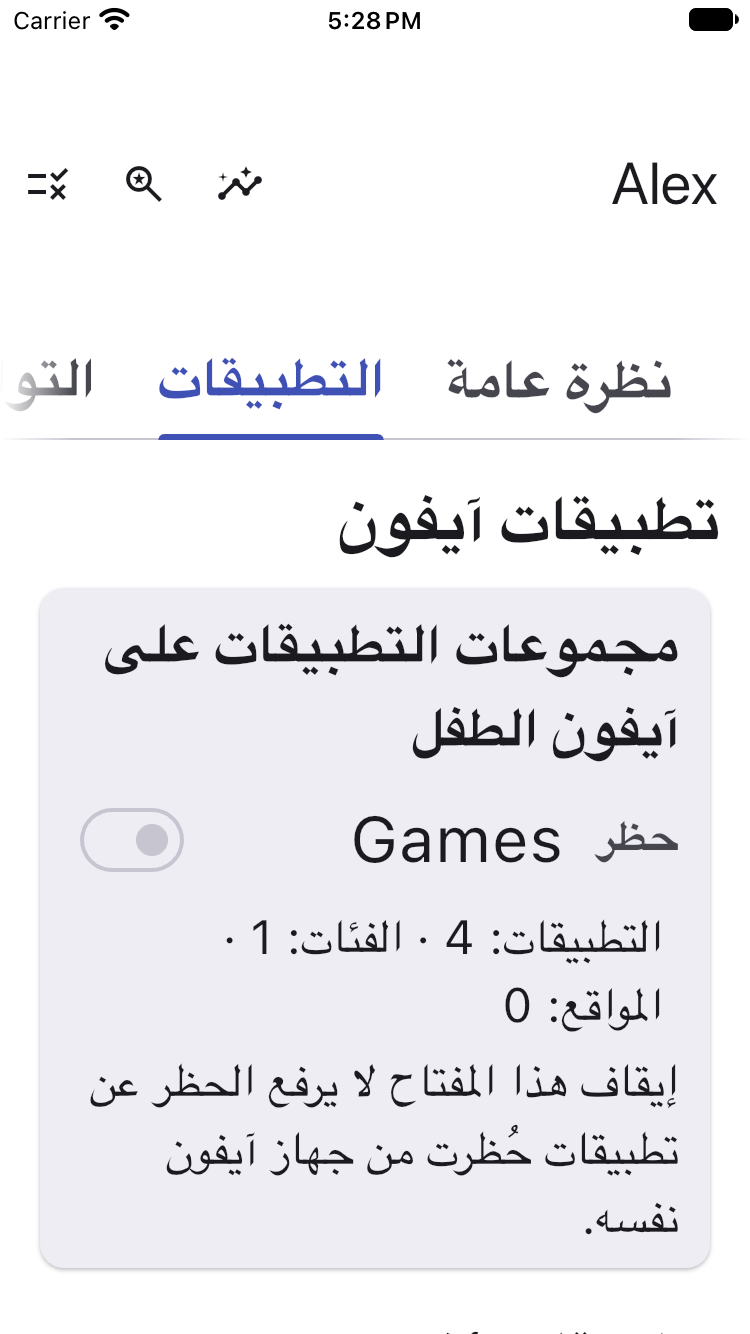 Carrier 5:28 PM
Alex
نظرة عامة التطبيقات
تطبيقات آيفون
مجموعات التطبيقات على
آيفون الطفل
حظر Games
التطبيقات: 4 · الفئات: 1 ·
المواقع: 0
إيقاف هذا المفتاح لا يرفع الحظر عن
تطبيقات حُظرت من جهاز آيفون
نفسه.